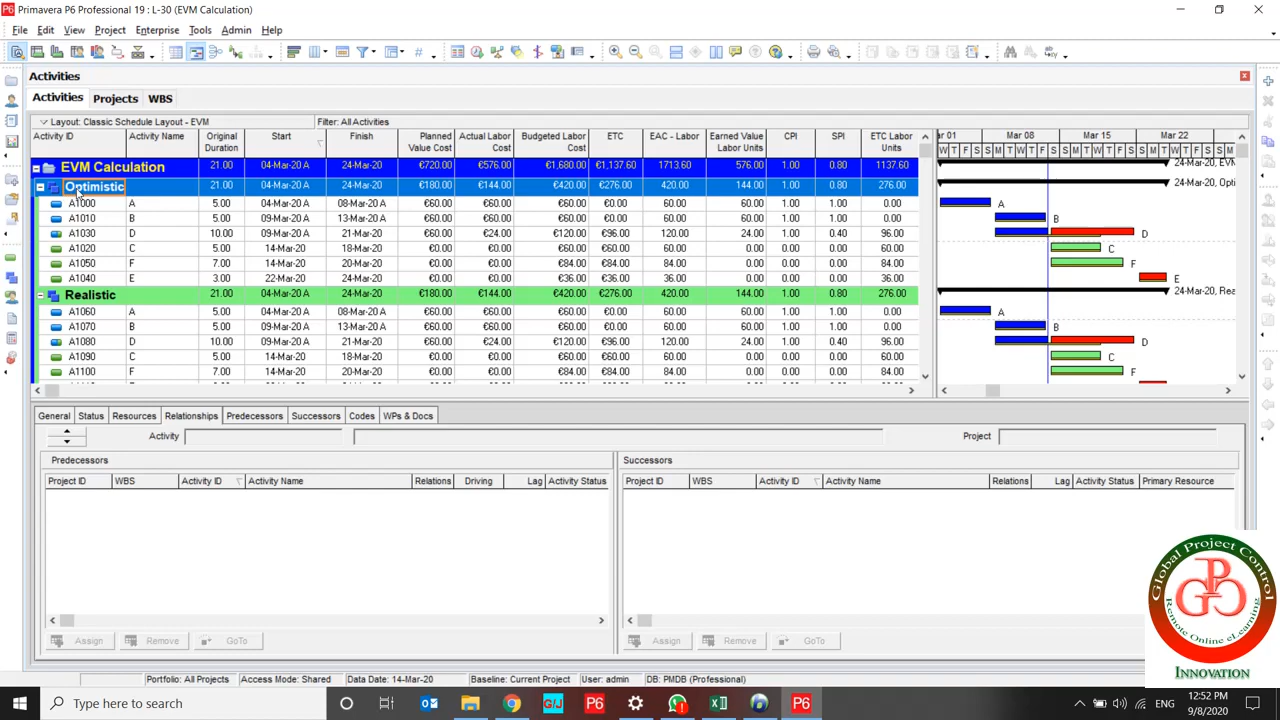 Primavera P6 Professional 19 : L-30 (EVM Calculation)
File Edit View Project Enterprise Tools Admin Help
Activities
Activities Projects WBS
Layout: Classic Schedule Layout - EVM Filter: All Activities
Activity ID Activity Name Original Duration Start Finish Planned Value Cost Actual Labor Cost Budgeted Labor Cost ETC EAC - Labor Earned Value Labor Units CPI SPI ETC Labor Units
ar 01 Mar 08 Mar 15 Mar 22
W T F S S M T W T F S S M T W T F S S M T W T F S
EVM Calculation 21.00 04-Mar-20 A 24-Mar-20 €720.00 €576.00 €1,680.00 €1,137.60 1713.60 576.00 1.00 0.80 1137.60 24-Mar-20, EV
Optimistic 21.00 04-Mar-20 A 24-Mar-20 €180.00 €144.00 €420.00 €276.00 420.00 144.00 1.00 0.80 276.00 24-Mar-20, Opti
A1000 A 5.00 04-Mar-20 A 08-Mar-20 A €60.00 €60.00 €60.00 €0.00 60.00 60.00 1.00 1.00 0.00 A
A1010 B 5.00 09-Mar-20 A 13-Mar-20 A €60.00 €60.00 €60.00 €0.00 60.00 60.00 1.00 1.00 0.00 B
A1030 D 10.00 09-Mar-20 A 23-Mar-20 €60.00 €24.00 €120.00 €96.00 120.00 24.00 1.00 0.40 96.00 D
A1020 C 5.00 14-Mar-20 18-Mar-20 €0.00 €0.00 €60.00 €60.00 60.00 0.00 0.00 0.00 60.00 C
A1050 F 7.00 14-Mar-20 20-Mar-20 €0.00 €0.00 €84.00 €84.00 84.00 0.00 0.00 0.00 84.00 F
A1040 E 3.00 22-Mar-20 24-Mar-20 €0.00 €0.00 €36.00 €36.00 36.00 0.00 0.00 0.00 36.00 E
Realistic 21.00 04-Mar-20 A 24-Mar-20 €180.00 €144.00 €420.00 €276.00 420.00 144.00 1.00 0.80 276.00 24-Mar-20, Rea
A1060 A 5.00 04-Mar-20 A 08-Mar-20 A €60.00 €60.00 €60.00 €0.00 60.00 60.00 1.00 1.00 0.00 A
A1070 B 5.00 09-Mar-20 A 13-Mar-20 A €60.00 €60.00 €60.00 €0.00 60.00 60.00 1.00 1.00 0.00 B
A1080 D 10.00 09-Mar-20 A 23-Mar-20 €60.00 €24.00 €120.00 €96.00 120.00 24.00 1.00 0.40 96.00 D
A1090 C 5.00 14-Mar-20 18-Mar-20 €0.00 €0.00 €60.00 €60.00 60.00 0.00 0.00 0.00 60.00 C
A1100 F 7.00 14-Mar-20 20-Mar-20 €0.00 €0.00 €84.00 €84.00 84.00 0.00 0.00 0.00 84.00 F
General Status Resources Relationships Predecessors Successors Codes WPs & Docs
Activity Project
Predecessors Successors
Project ID WBS Activity ID Activity Name Relations Driving Lag Activity Status Project ID WBS Activity ID Activity Name Relations Lag Activity Status Primary Resource
Assign Remove GoTo Assign Remove GoTo
Global Project Control
GPC
Remote Online eLearning
INNOVATION
Portfolio: All Projects Access Mode: Shared Data Date: 14-Mar-20 Baseline: Current Project User: admin DB: PMDB (Professional)
Type here to search
G/J
P6
P6
ENG
12:52 PM
9/8/2020